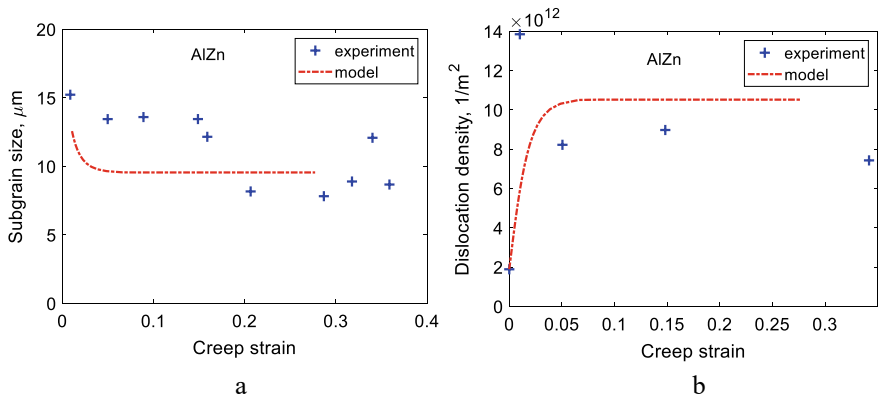 AlZn
experiment
model
Subgrain size, μm
20
15
10
5
0
0 0.1 0.2 0.3 0.4
Creep strain
a
×10^12
AlZn
experiment
model
Dislocation density, 1/m²
14
12
10
8
6
4
2
0
0 0.05 0.1 0.15 0.2 0.25 0.3
Creep strain
b